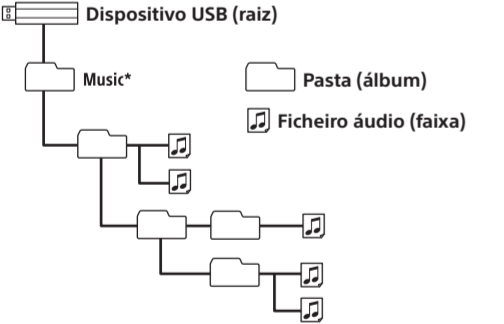 Dispositivo USB (raiz)
Music*
Pasta (álbum)
Ficheiro áudio (faixa)